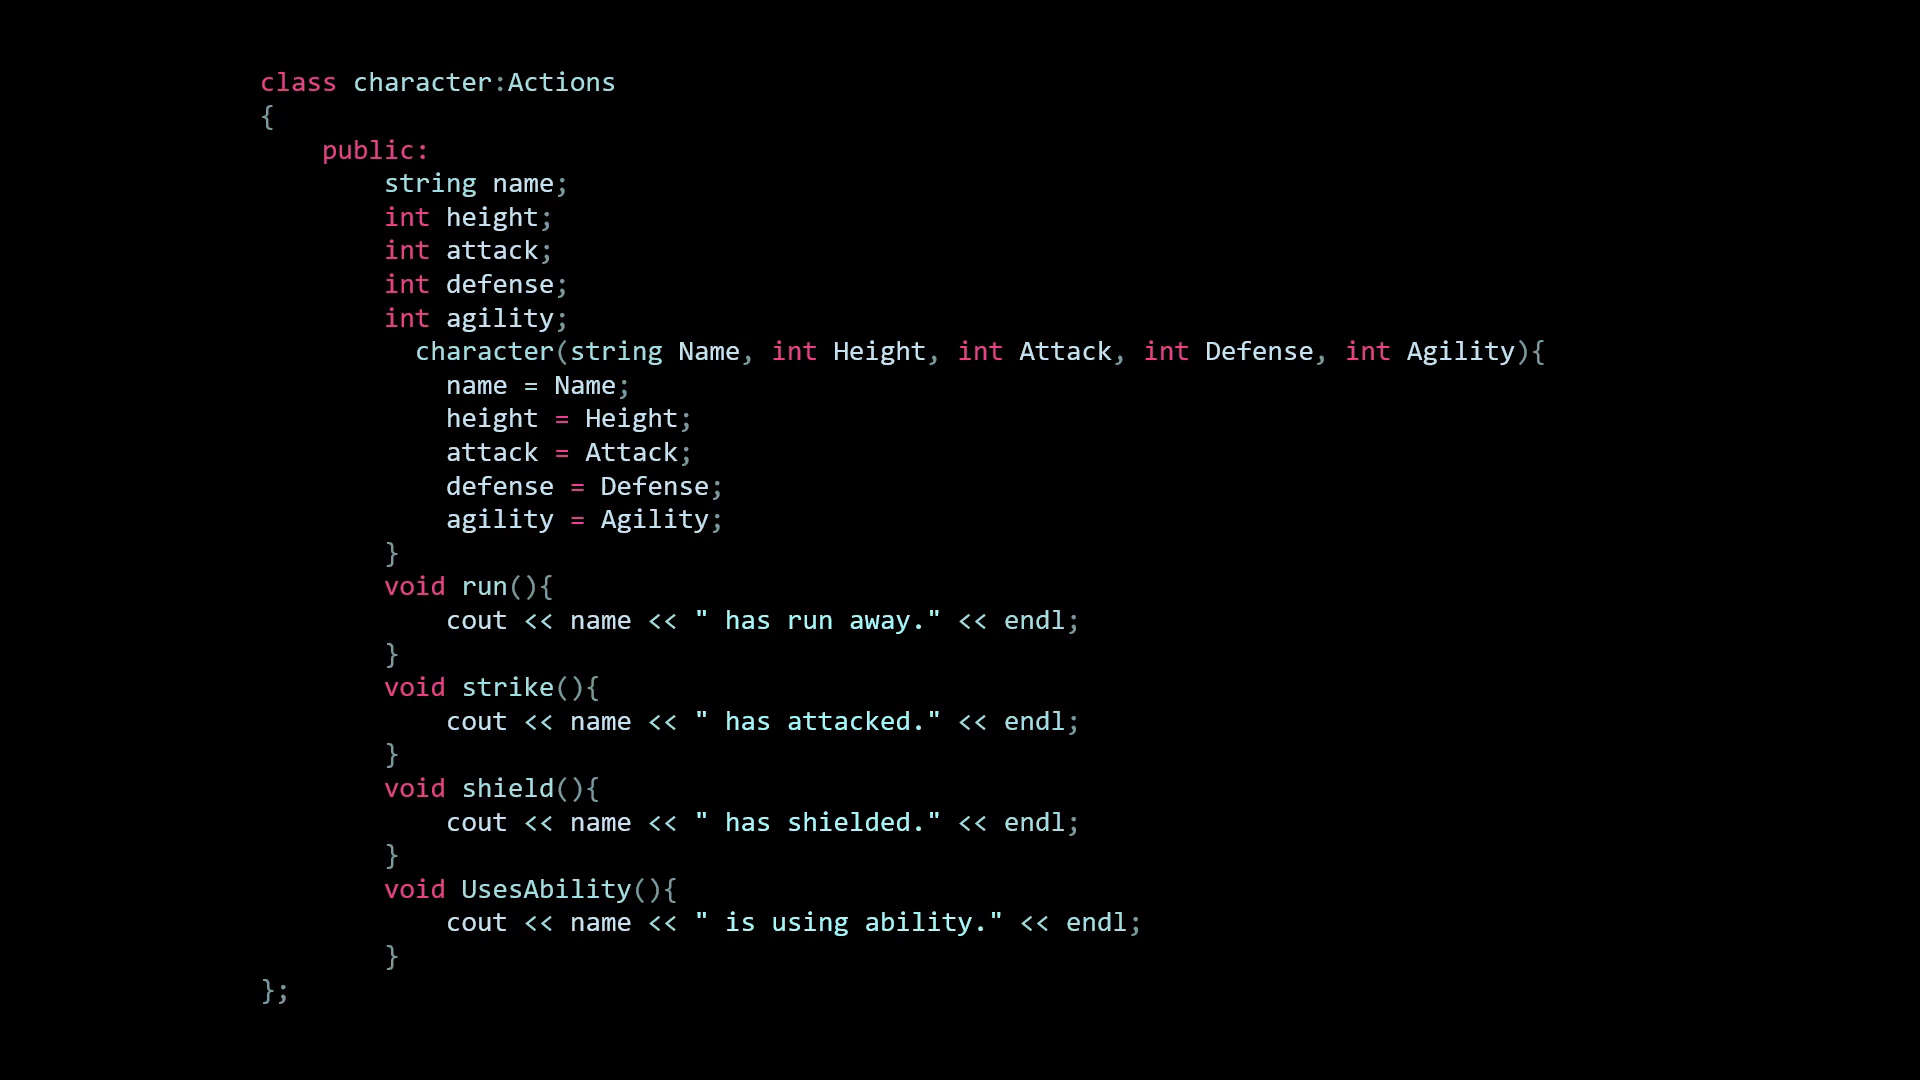 class character:Actions
{
    public:
        string name;
        int height;
        int attack;
        int defense;
        int agility;
          character(string Name, int Height, int Attack, int Defense, int Agility){
            name = Name;
            height = Height;
            attack = Attack;
            defense = Defense;
            agility = Agility;
        }
        void run(){
            cout << name << " has run away." << endl;
        }
        void strike(){
            cout << name << " has attacked." << endl;
        }
        void shield(){
            cout << name << " has shielded." << endl;
        }
        void UsesAbility(){
            cout << name << " is using ability." << endl;
        }
};